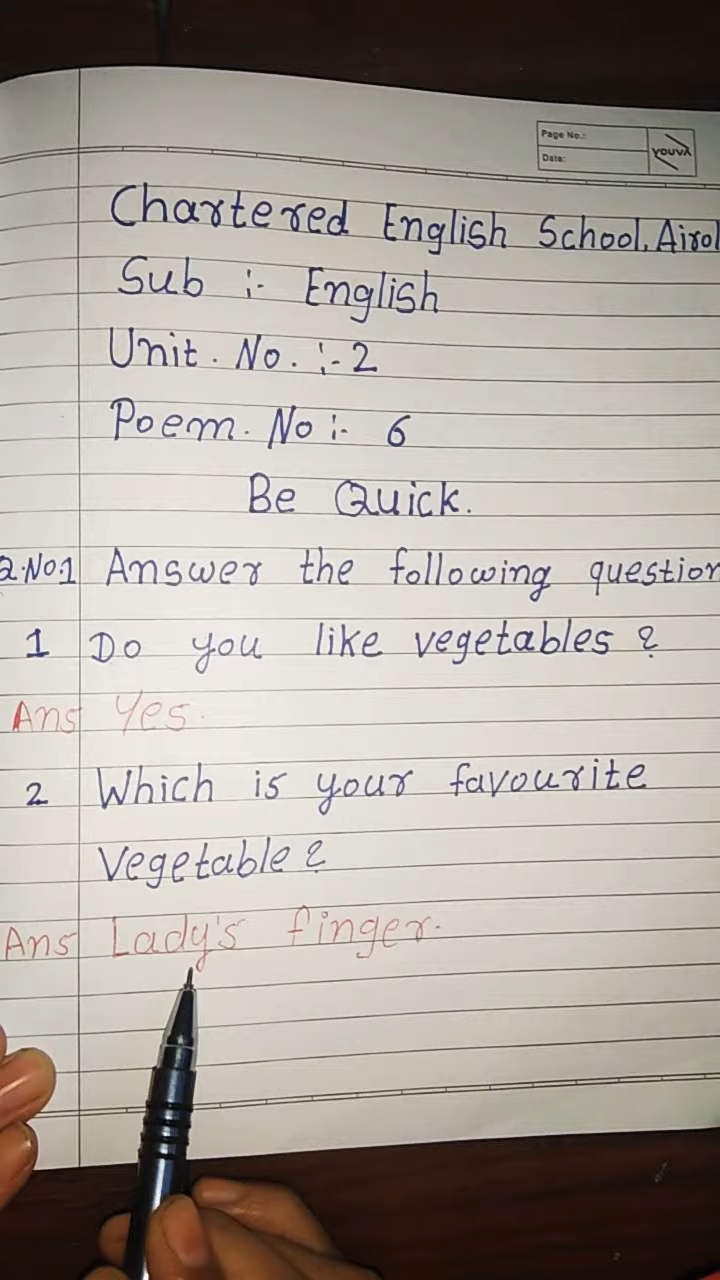 Page No.:
Date:
YOUVA
Chartered English School, Airol
Sub :- English
Unit. No. :- 2
Poem. No :- 6
Be Quick.
Q.No.1 Answer the following question
1 Do you like vegetables ?
Ans Yes.
2 Which is your favourite
Vegetable ?
Ans Lady's finger.